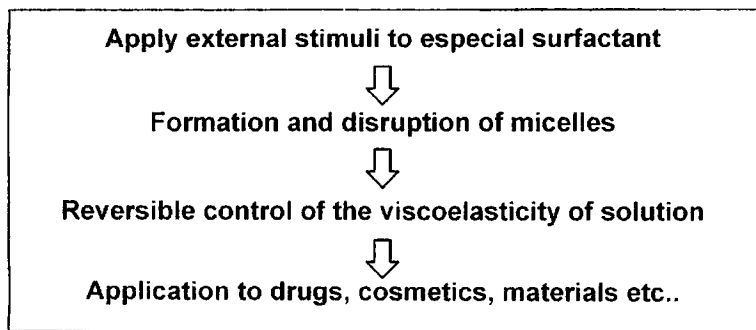 Apply external stimuli to especial surfactant
Formation and disruption of micelles
Reversible control of the viscoelasticity of solution
Application to drugs, cosmetics, materials etc..